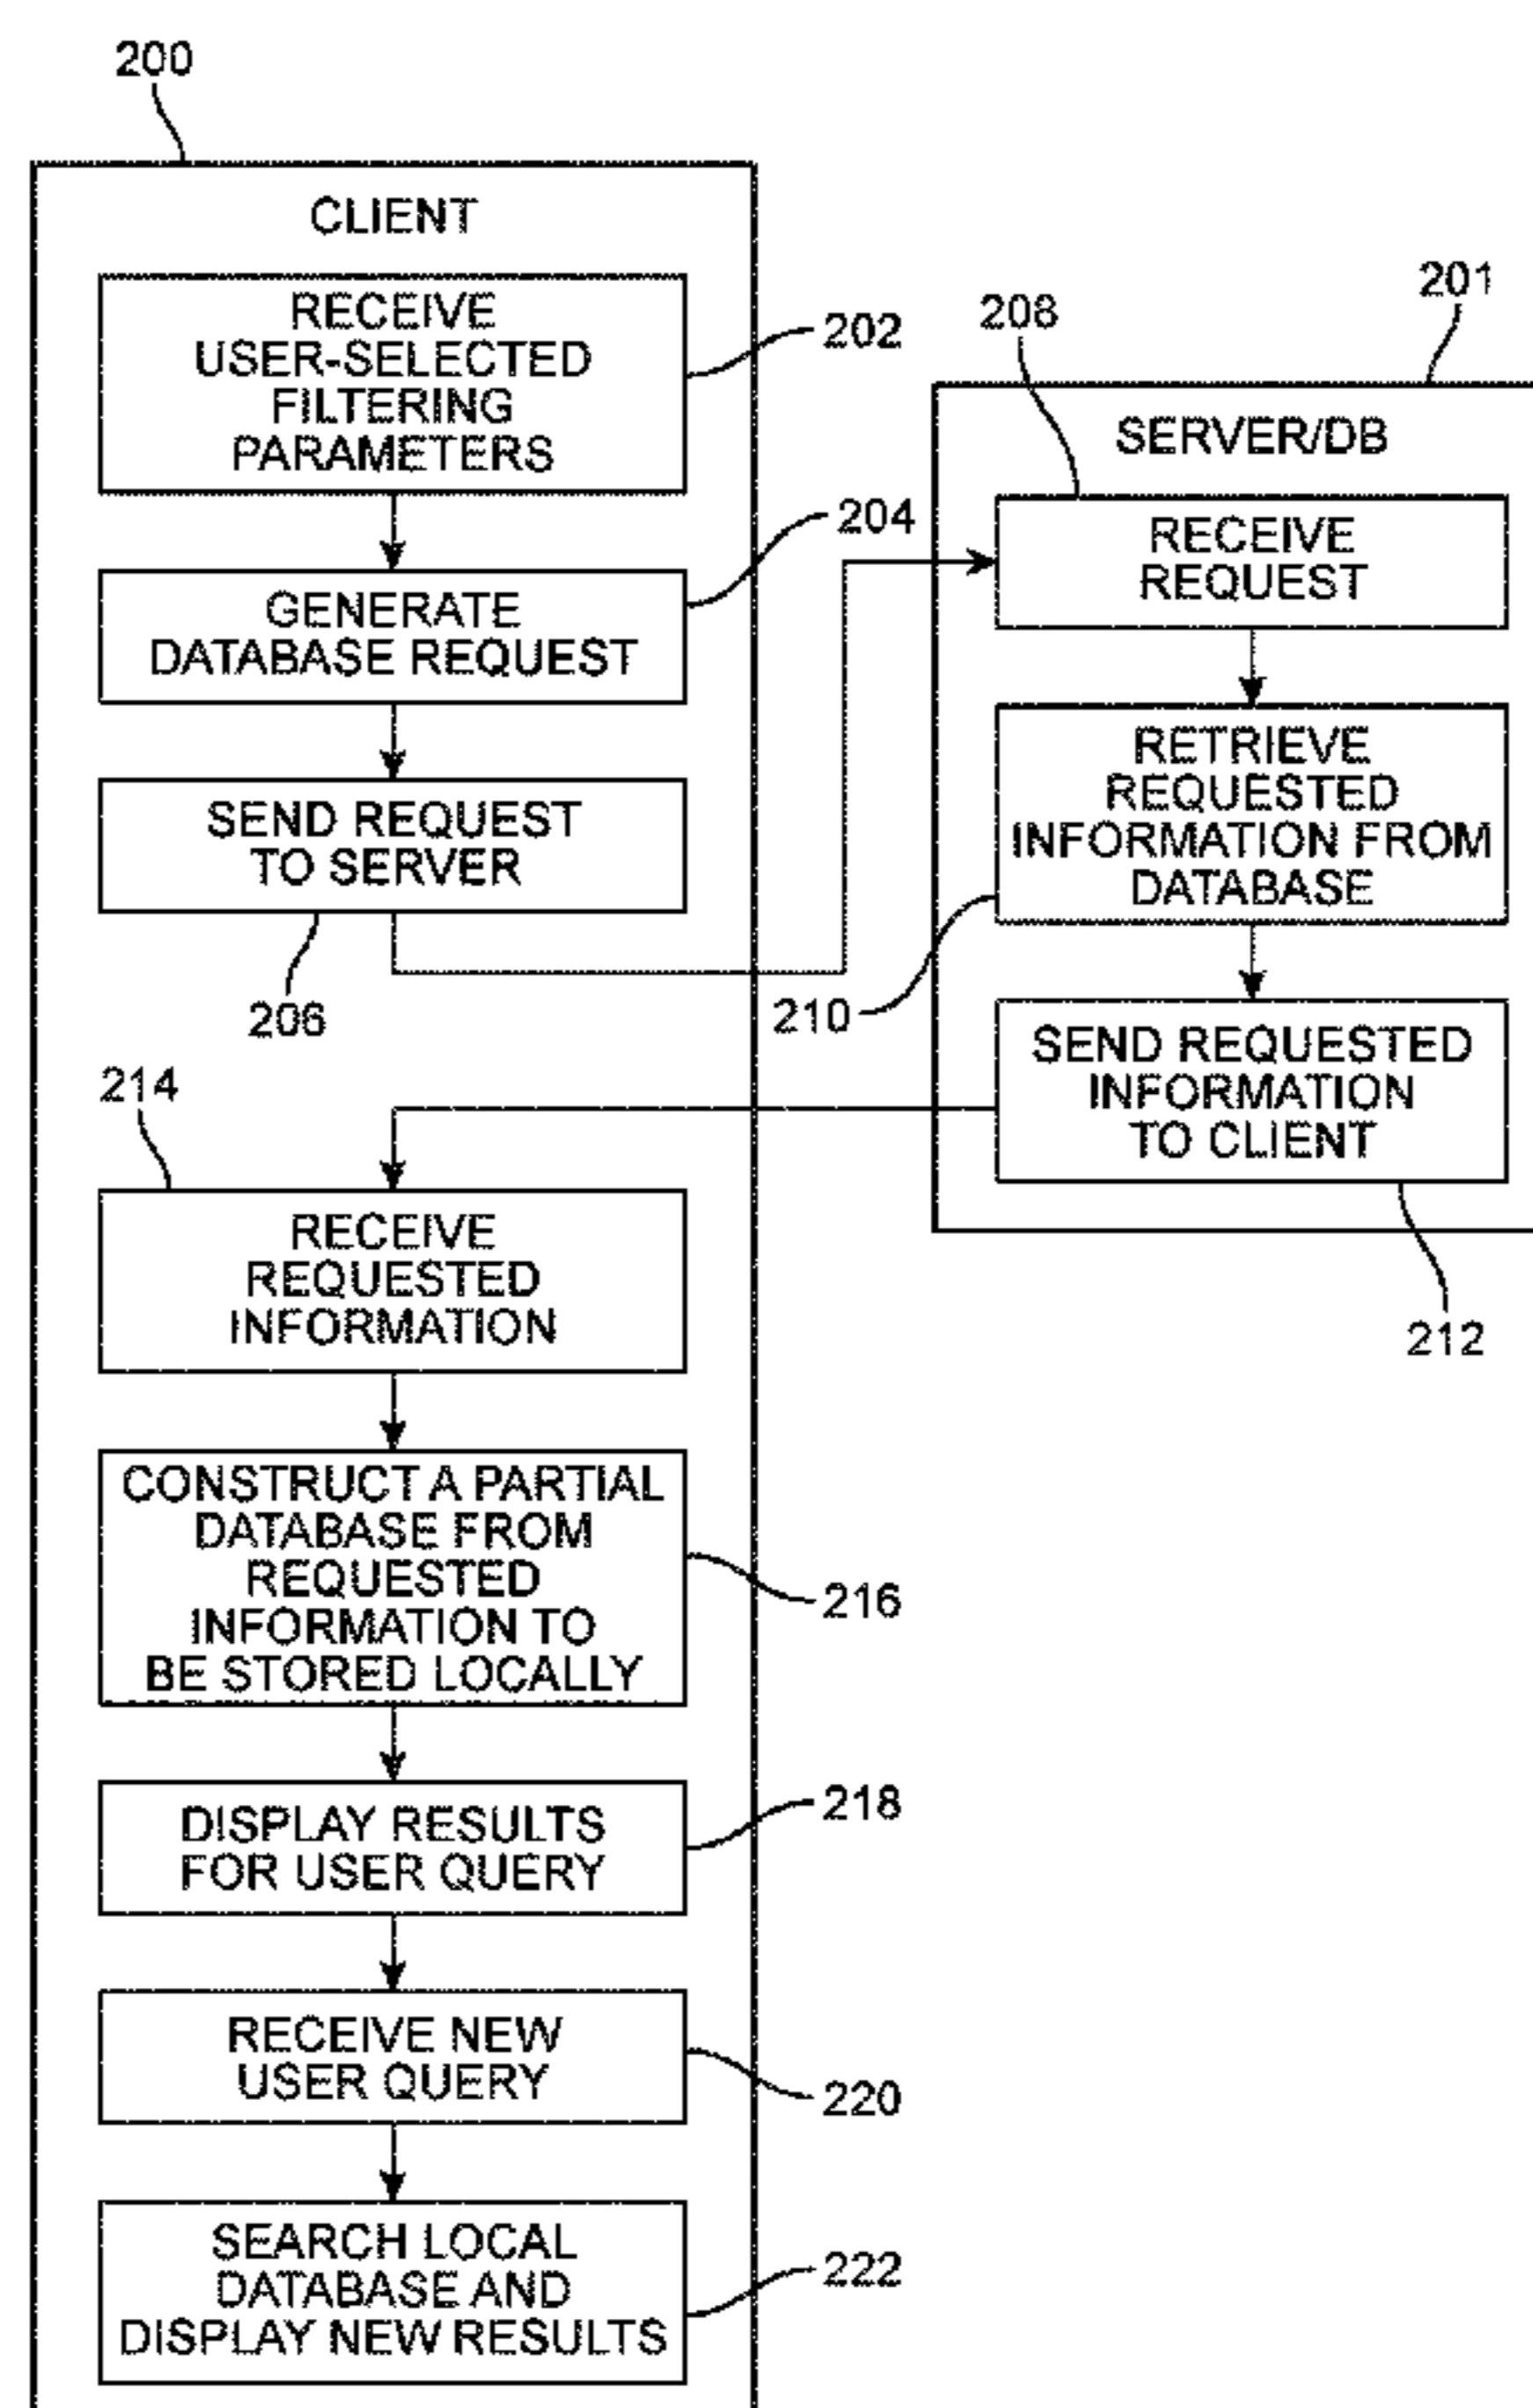 200
CLIENT
RECEIVE
USER-SELECTED
FILTERING
PARAMETERS
202
GENERATE
DATABASE REQUEST
204
SEND REQUEST
TO SERVER
206
201
SERVER/DB
208
RECEIVE
REQUEST
RETRIEVE
REQUESTED
INFORMATION FROM
DATABASE
210
SEND REQUESTED
INFORMATION
TO CLIENT
212
214
RECEIVE
REQUESTED
INFORMATION
CONSTRUCT A PARTIAL
DATABASE FROM
REQUESTED
INFORMATION TO
BE STORED LOCALLY
216
DISPLAY RESULTS
FOR USER QUERY
218
RECEIVE NEW
USER QUERY
220
SEARCH LOCAL
DATABASE AND
DISPLAY NEW RESULTS
222